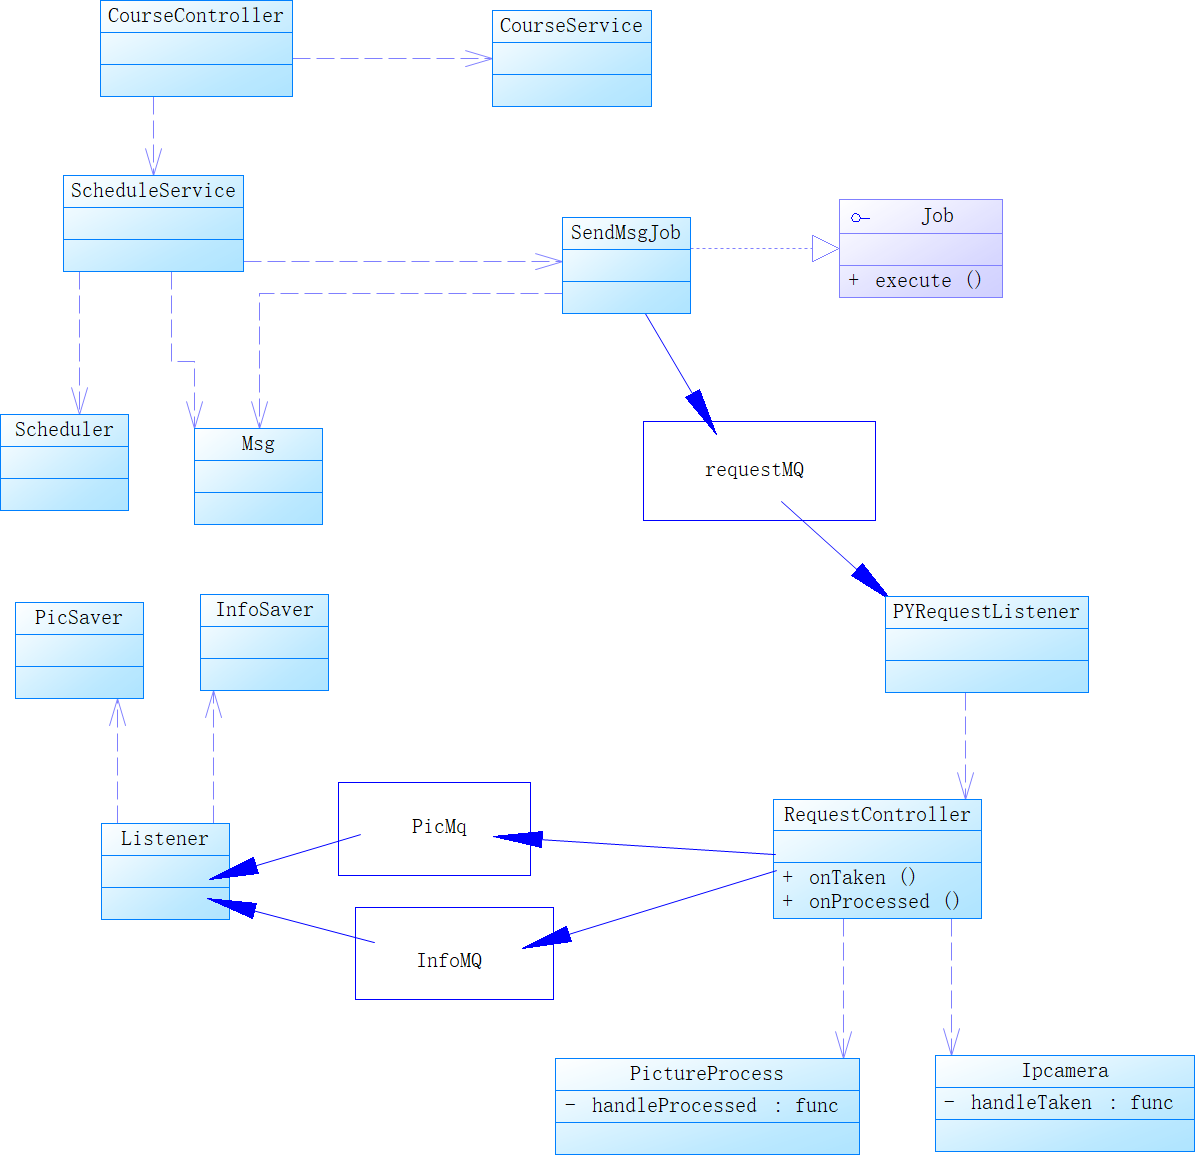 CourseController
CourseService
ScheduleService
SendMsgJob
Job
+ execute ()
Scheduler
Msg
requestMQ
PicSaver
InfoSaver
PYRequestListener
Listener
PicMq
RequestController
+ onTaken ()
+ onProcessed ()
InfoMQ
PictureProcess
- handleProcessed : func
Ipcamera
- handleTaken : func